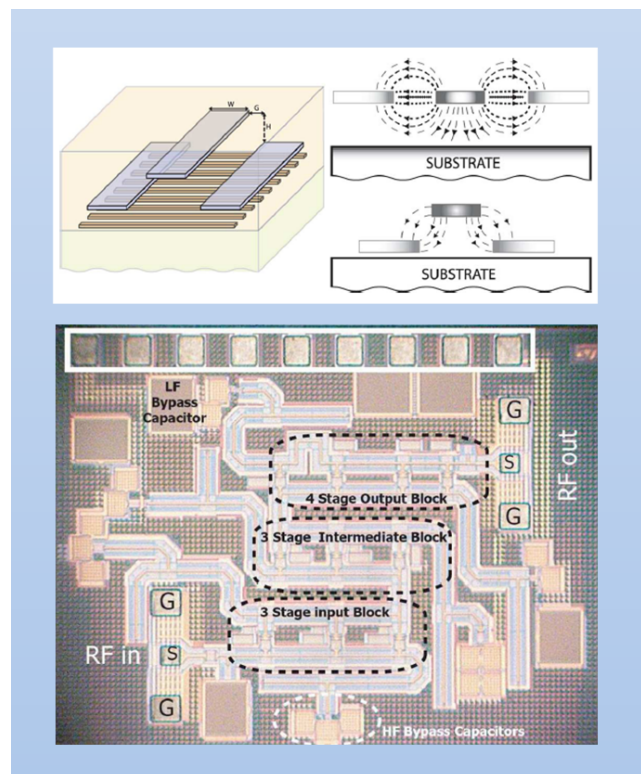 W
G
H
SUBSTRATE
SUBSTRATE
LF
Bypass
Capacitor
G
S
G
RF out
4 Stage Output Block
3 Stage Intermediate Block
3 Stage input Block
G
RF in
S
G
HF Bypass Capacitors